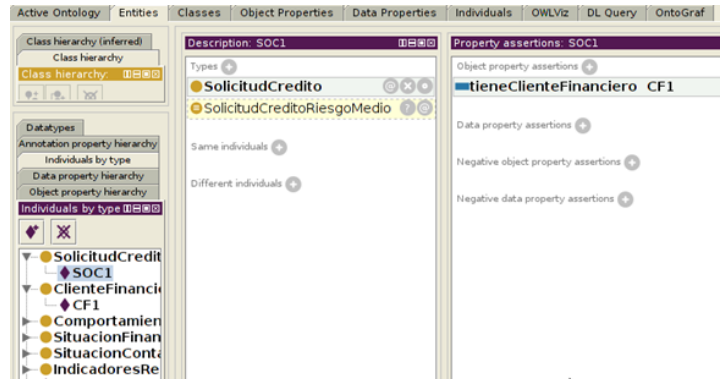 Active Ontology Entities Classes Object Properties Data Properties Individuals OWLViz DL Query OntoGraf
Class hierarchy (inferred)
Class hierarchy
Class hierarchy:
Datatypes
Annotation property hierarchy
Individuals by type
Data property hierarchy
Object property hierarchy
Individuals by type
SolicitudCredit
SOC1
ClienteFinanci
CF1
Comportamien
SituacionFinan
SituacionConta
IndicadoresRe
Description: SOC1
Types
SolicitudCredito
SolicitudCreditoRiesgoMedio
Same individuals
Different individuals
Property assertions: SOC1
Object property assertions
tieneClienteFinanciero CF1
Data property assertions
Negative object property assertions
Negative data property assertions